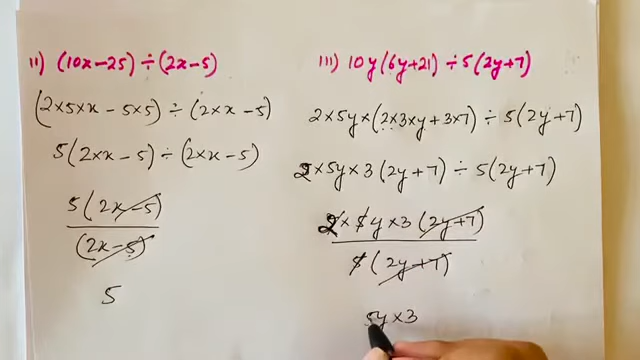 ii) (10x-25) ÷ (2x-5)
(2×5×x - 5×5) ÷ (2×x - 5)
5(2×x - 5) ÷ (2×x - 5)
5(2x-5)
(2x-5)
5
iii) 10y(6y+21) ÷ 5(2y+7)
2×5y×(2×3×y+3×7) ÷ 5(2y+7)
2×5y×3(2y+7) ÷ 5(2y+7)
2×5y×3(2y+7)
5(2y+7)
5y×3